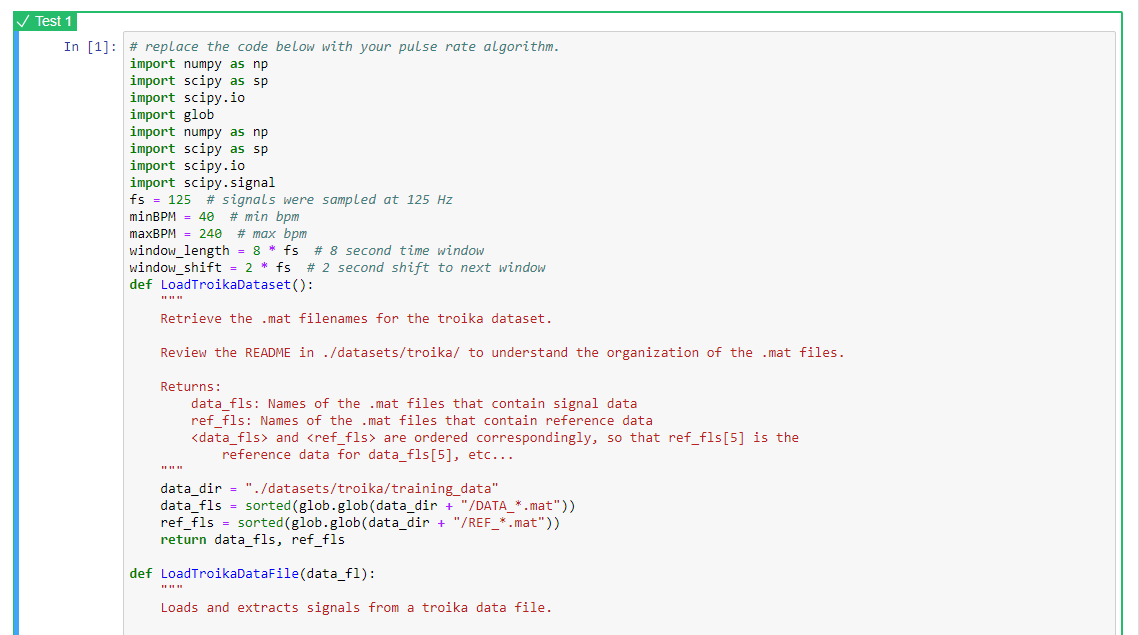 ✓ Test 1
In [1]: # replace the code below with your pulse rate algorithm.
import numpy as np
import scipy as sp
import scipy.io
import glob
import numpy as np
import scipy as sp
import scipy.io
import scipy.signal
fs = 125  # signals were sampled at 125 Hz
minBPM = 40  # min bpm
maxBPM = 240  # max bpm
window_length = 8 * fs  # 8 second time window
window_shift = 2 * fs  # 2 second shift to next window
def LoadTroikaDataset():
    """
    Retrieve the .mat filenames for the troika dataset.

    Review the README in ./datasets/troika/ to understand the organization of the .mat files.

    Returns:
        data_fls: Names of the .mat files that contain signal data
        ref_fls: Names of the .mat files that contain reference data
        <data_fls> and <ref_fls> are ordered correspondingly, so that ref_fls[5] is the
            reference data for data_fls[5], etc...
    """
    data_dir = "./datasets/troika/training_data"
    data_fls = sorted(glob.glob(data_dir + "/DATA_*.mat"))
    ref_fls = sorted(glob.glob(data_dir + "/REF_*.mat"))
    return data_fls, ref_fls

def LoadTroikaDataFile(data_fl):
    """
    Loads and extracts signals from a troika data file.